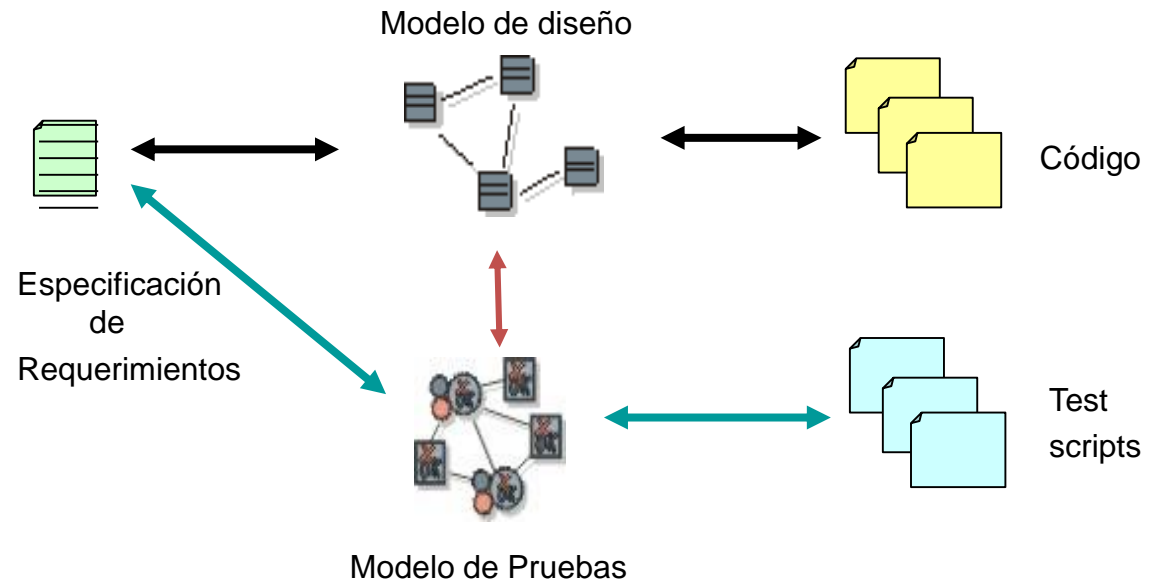 Modelo de diseño
Código
Especificación
de
Requerimientos
Test
scripts
Modelo de Pruebas